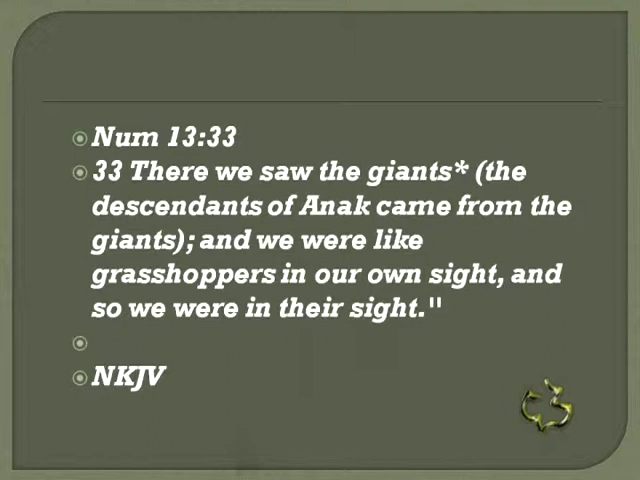 Num 13:33
33 There we saw the giants* (the
descendants of Anak came from the
giants); and we were like
grasshoppers in our own sight, and
so we were in their sight."
NKJV